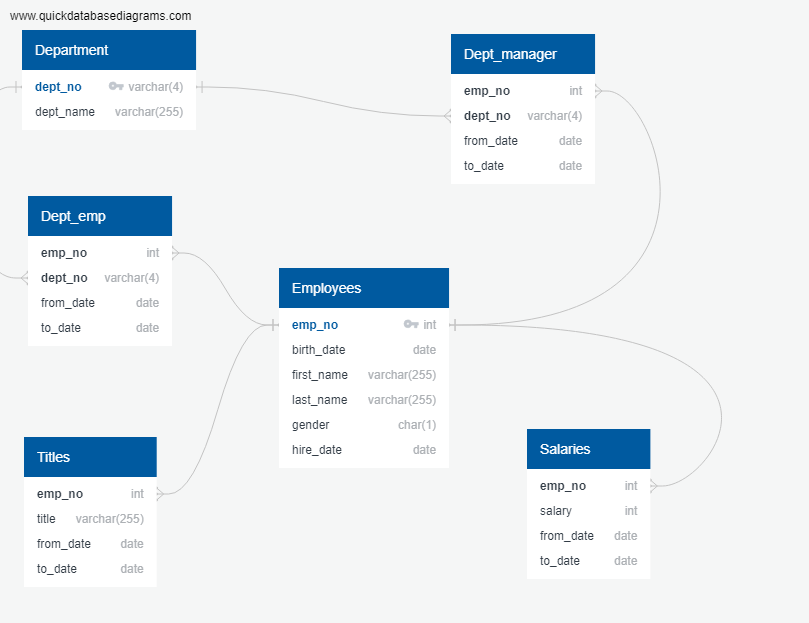 www.quickdatabasediagrams.com
Department
dept_no varchar(4)
dept_name varchar(255)
Dept_manager
emp_no int
dept_no varchar(4)
from_date date
to_date date
Dept_emp
emp_no int
dept_no varchar(4)
from_date date
to_date date
Employees
emp_no int
birth_date date
first_name varchar(255)
last_name varchar(255)
gender char(1)
hire_date date
Titles
emp_no int
title varchar(255)
from_date date
to_date date
Salaries
emp_no int
salary int
from_date date
to_date date